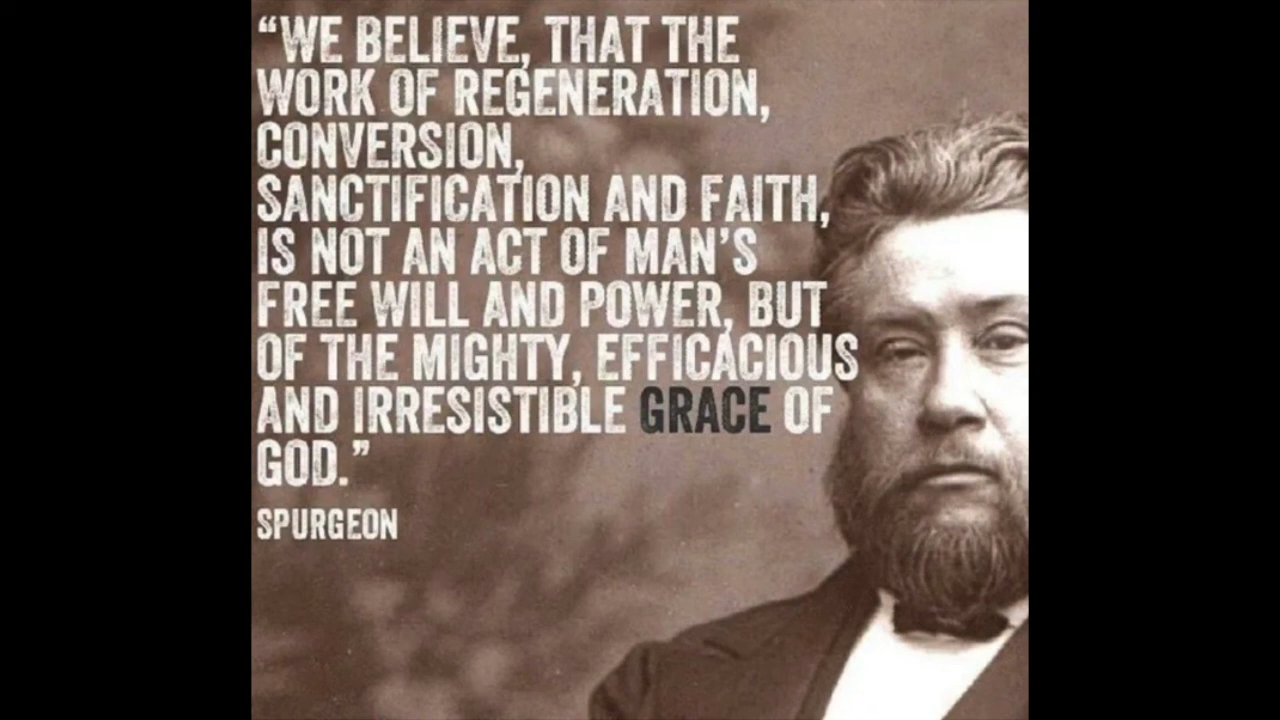 “WE BELIEVE, THAT THE
WORK OF REGENERATION,
CONVERSION,
SANCTIFICATION AND FAITH,
IS NOT AN ACT OF MAN’S
FREE WILL AND POWER, BUT
OF THE MIGHTY, EFFICACIOUS
AND IRRESISTIBLE GRACE OF
GOD.”
SPURGEON